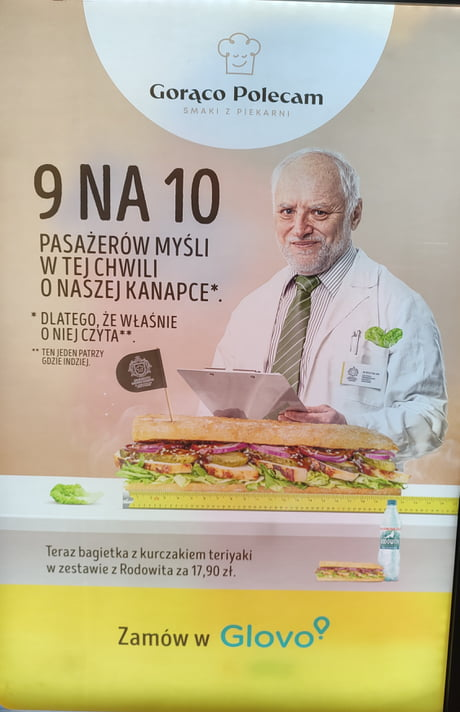 Gorąco Polecam
SMAKI Z PIEKARNI
9 NA 10
PASAŻERÓW MYŚLI
W TEJ CHWILI
O NASZEJ KANAPCE*.
* DLATEGO, ŻE WŁAŚNIE
O NIEJ CZYTA**.
** TEN JEDEN PATRZY
GDZIE INDZIEJ.
Teraz bagietka z kurczakiem teriyaki
w zestawie z Rodowita za 17,90 zł.
Zamów w Glovo